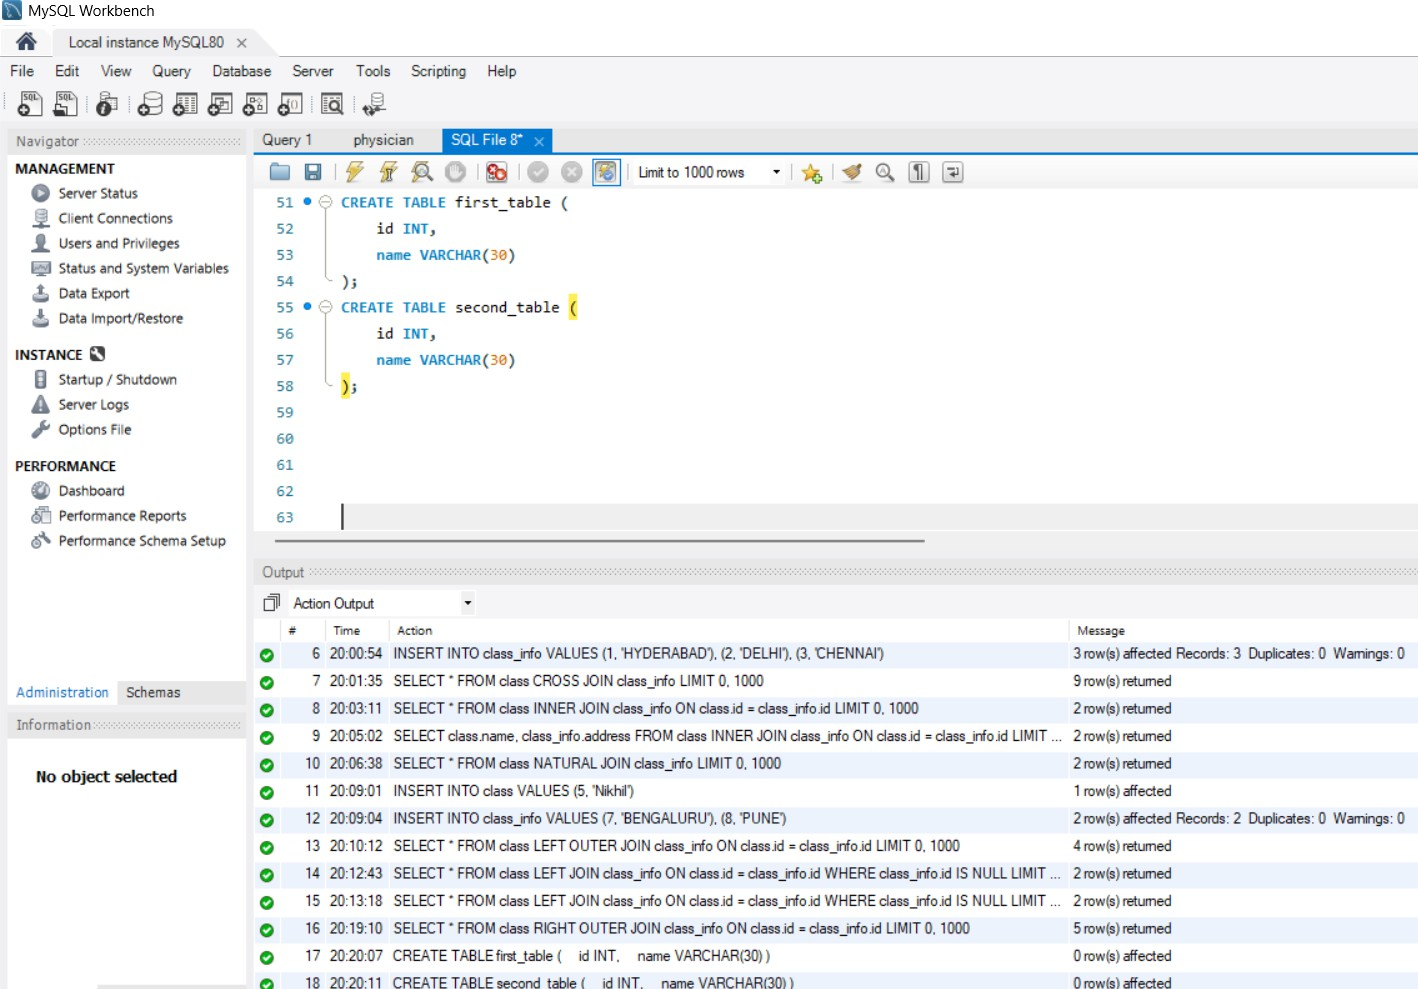 MySQL Workbench
Local instance MySQL80
File Edit View Query Database Server Tools Scripting Help
Navigator
MANAGEMENT
Server Status
Client Connections
Users and Privileges
Status and System Variables
Data Export
Data Import/Restore
INSTANCE
Startup / Shutdown
Server Logs
Options File
PERFORMANCE
Dashboard
Performance Reports
Performance Schema Setup
Administration Schemas
Information
No object selected
Query 1 physician SQL File 8*
Limit to 1000 rows
51 CREATE TABLE first_table (
52 id INT,
53 name VARCHAR(30)
54 );
55 CREATE TABLE second_table (
56 id INT,
57 name VARCHAR(30)
58 );
59
60
61
62
63
Output
Action Output
# Time Action Message
6 20:00:54 INSERT INTO class_info VALUES (1, 'HYDERABAD'), (2, 'DELHI'), (3, 'CHENNAI') 3 row(s) affected Records: 3 Duplicates: 0 Warnings: 0
7 20:01:35 SELECT * FROM class CROSS JOIN class_info LIMIT 0, 1000 9 row(s) returned
8 20:03:11 SELECT * FROM class INNER JOIN class_info ON class.id = class_info.id LIMIT 0, 1000 2 row(s) returned
9 20:05:02 SELECT class.name, class_info.address FROM class INNER JOIN class_info ON class.id = class_info.id LIMIT ... 2 row(s) returned
10 20:06:38 SELECT * FROM class NATURAL JOIN class_info LIMIT 0, 1000 2 row(s) returned
11 20:09:01 INSERT INTO class VALUES (5, 'Nikhil') 1 row(s) affected
12 20:09:04 INSERT INTO class_info VALUES (7, 'BENGALURU'), (8, 'PUNE') 2 row(s) affected Records: 2 Duplicates: 0 Warnings: 0
13 20:10:12 SELECT * FROM class LEFT OUTER JOIN class_info ON class.id = class_info.id LIMIT 0, 1000 4 row(s) returned
14 20:12:43 SELECT * FROM class LEFT JOIN class_info ON class.id = class_info.id WHERE class_info.id IS NULL LIMIT ... 2 row(s) returned
15 20:13:18 SELECT * FROM class LEFT JOIN class_info ON class.id = class_info.id WHERE class_info.id IS NULL LIMIT ... 2 row(s) returned
16 20:19:10 SELECT * FROM class RIGHT OUTER JOIN class_info ON class.id = class_info.id LIMIT 0, 1000 5 row(s) returned
17 20:20:07 CREATE TABLE first_table ( id INT, name VARCHAR(30) ) 0 row(s) affected
18 20:20:11 CREATE TABLE second_table ( id INT, name VARCHAR(30) ) 0 row(s) affected